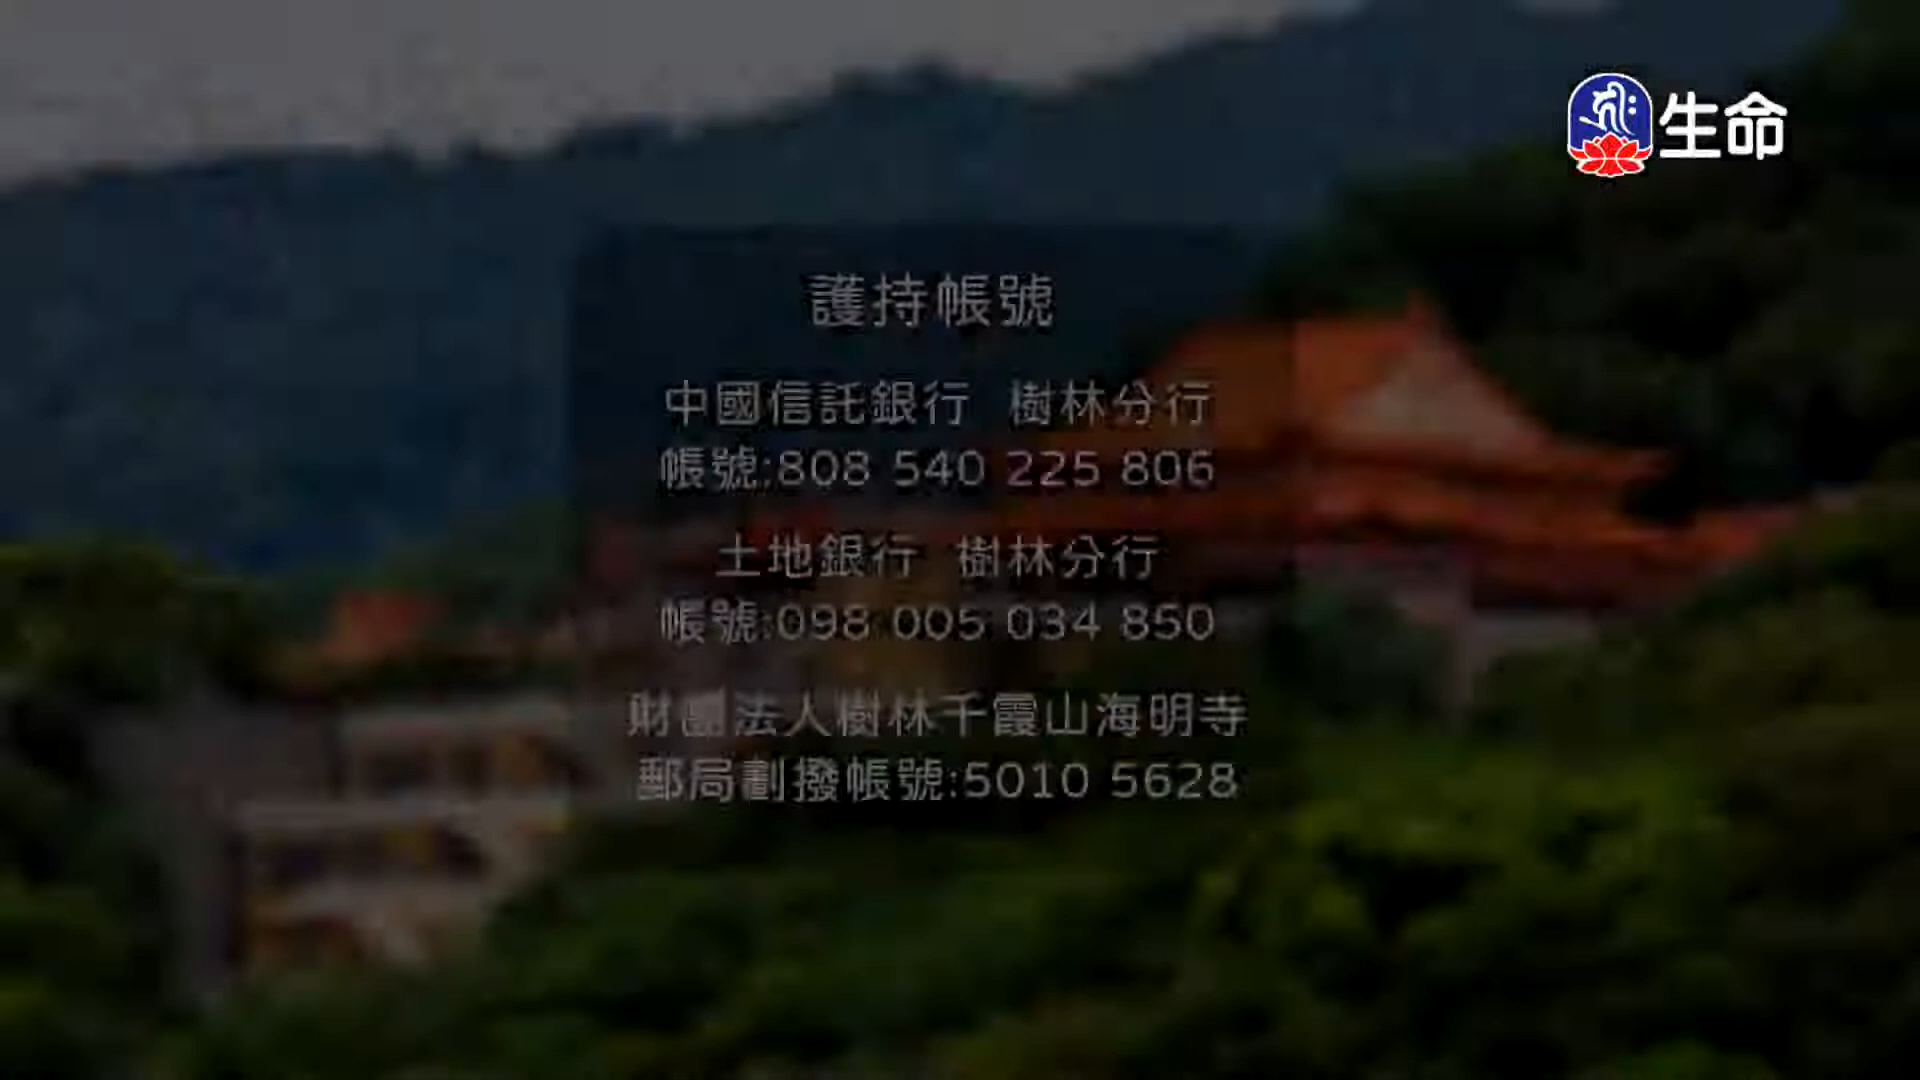 生命
護持帳號
中國信託銀行 樹林分行
帳號:808 540 225 806
土地銀行 樹林分行
帳號:098 005 034 850
財團法人樹林千霞山海明寺
郵局劃撥帳號:5010 5628